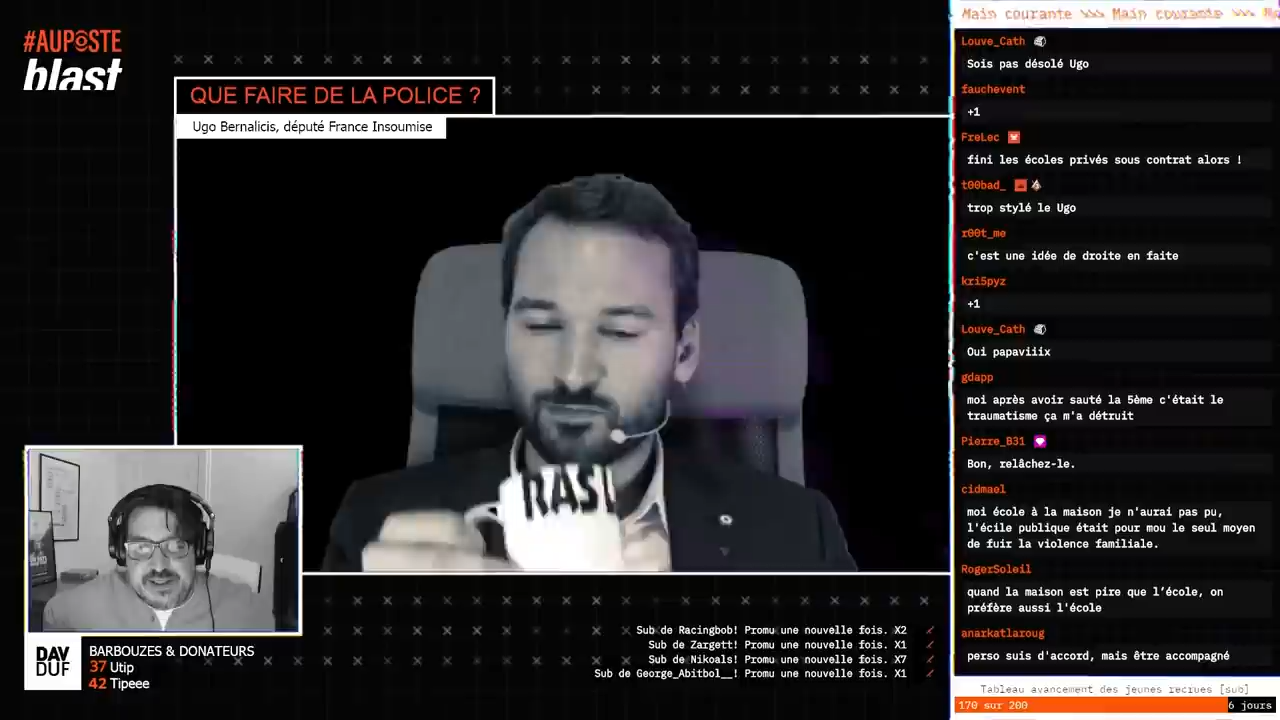 #AUPOSTE
blast
QUE FAIRE DE LA POLICE ?
Ugo Bernalicis, député France Insoumise
RAS
DAV
DUF
BARBOUZES & DONATEURS
37 Utip
42 Tipeee
Sub de Racingbob! Promu une nouvelle fois. X2
Sub de Zargett! Promu une nouvelle fois. X1
Sub de Nikoals! Promu une nouvelle fois. X7
Sub de George_Abitbol__! Promu une nouvelle fois. X1
Main courante >>> Main courante >>>
Louve_Cath
Sois pas désolé Ugo
fauchevent
+1
FreLec
fini les écoles privés sous contrat alors !
t00bad_
trop stylé le Ugo
r00t_me
c'est une idée de droite en faite
kri5pyz
+1
Louve_Cath
Oui papaviiix
gdapp
moi après avoir sauté la 5ème c'était le
traumatisme ça m'a détruit
Pierre_B31
Bon, relâchez-le.
cidmael
moi école à la maison je n'aurai pas pu,
l'écile publique était pour mou le seul moyen
de fuir la violence familiale.
RogerSoleil
quand la maison est pire que l'école, on
préfère aussi l'école
anarkatlaroug
perso suis d'accord, mais être accompagné
Tableau avancement des jeunes recrues [sub]
170 sur 200
6 jours